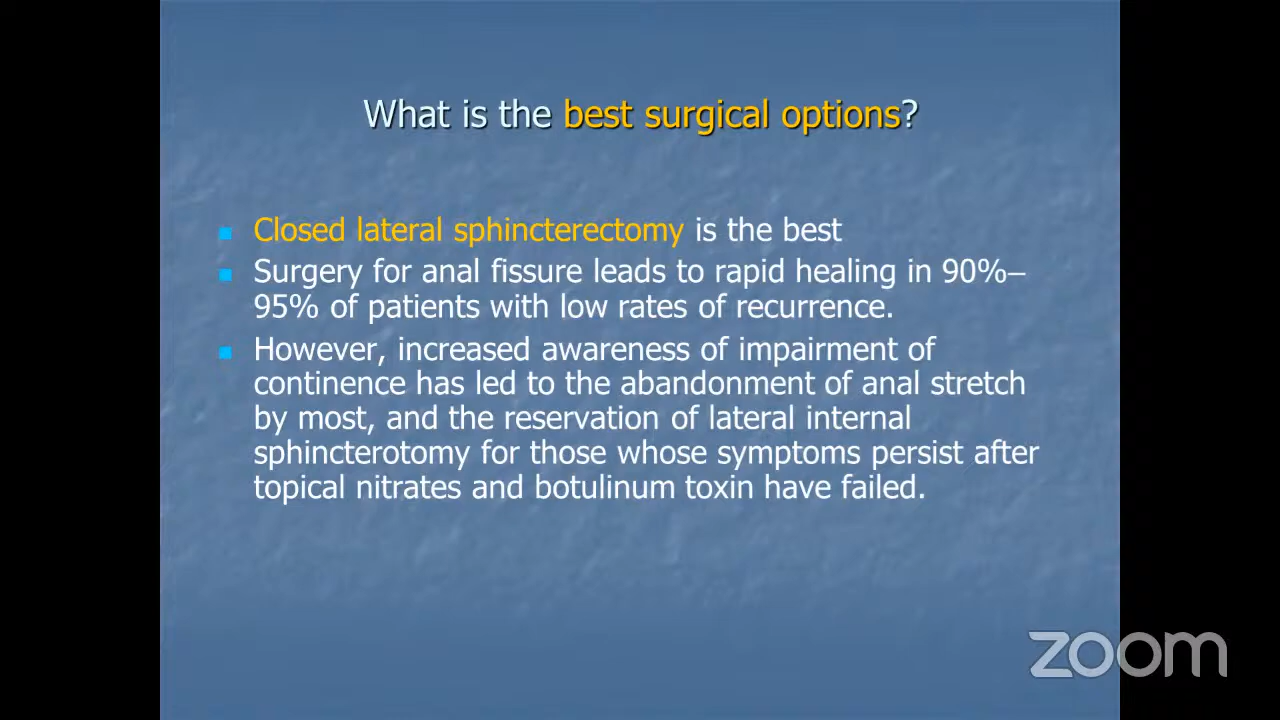 What is the best surgical options?
Closed lateral sphincterectomy is the best
Surgery for anal fissure leads to rapid healing in 90%–
95% of patients with low rates of recurrence.
However, increased awareness of impairment of
continence has led to the abandonment of anal stretch
by most, and the reservation of lateral internal
sphincterotomy for those whose symptoms persist after
topical nitrates and botulinum toxin have failed.
zoom